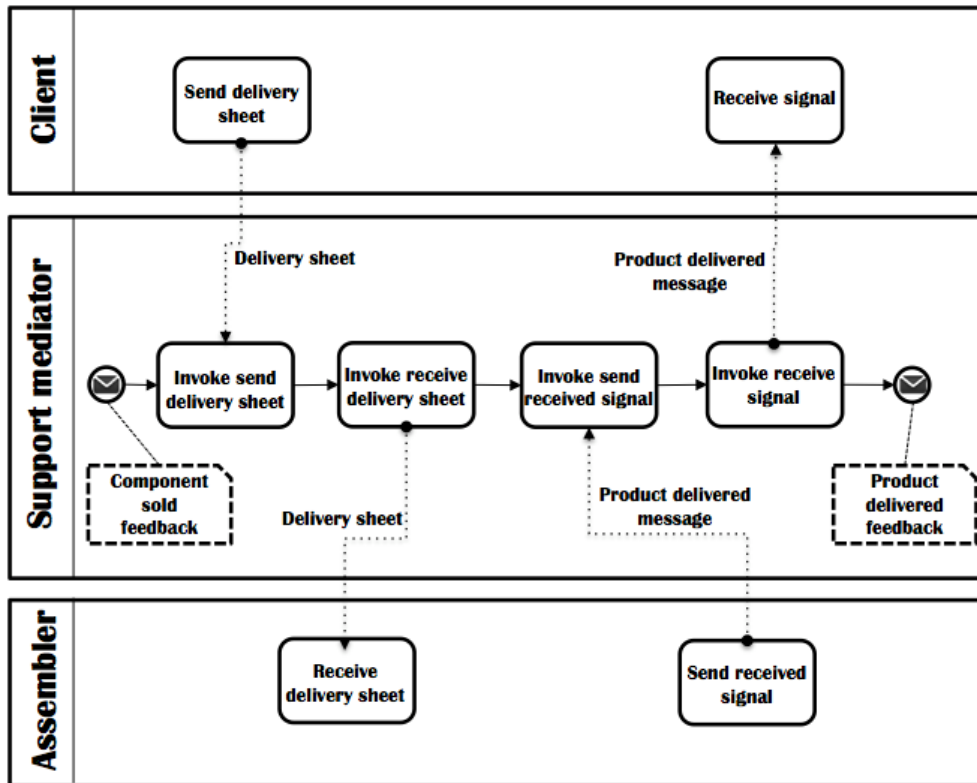 Client
Send delivery
sheet
Receive signal
Support mediator
Delivery sheet
Product delivered
message
Invoke send
delivery sheet
Invoke receive
delivery sheet
Invoke send
received signal
Invoke receive
signal
Component
sold
feedback
Delivery sheet
Product delivered
message
Product
delivered
feedback
Assembler
Receive
delivery sheet
Send received
signal